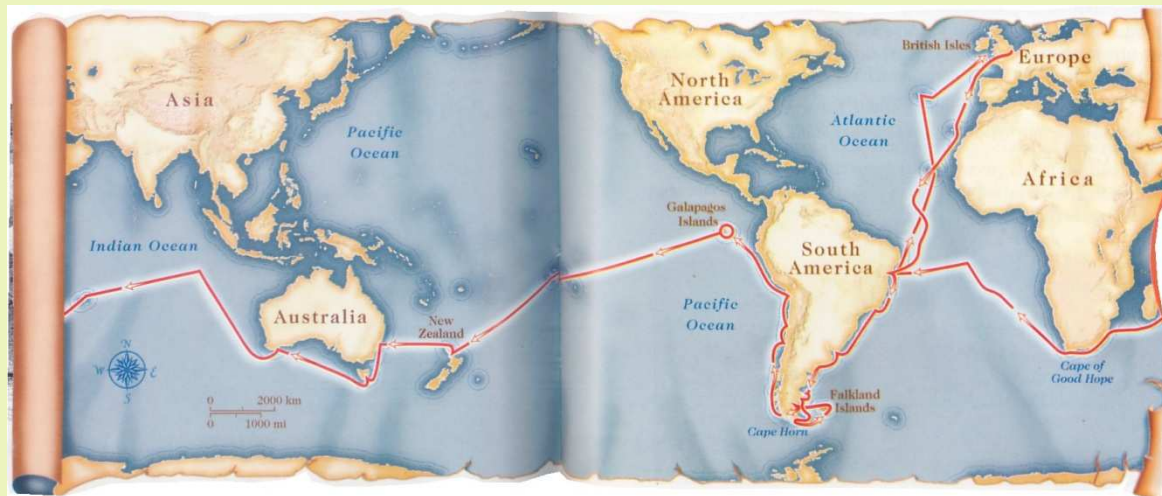 British Isles
Europe
North
America
Asia
Pacific
Ocean
Atlantic
Ocean
Africa
Galapagos
Islands
Indian Ocean
South
America
Pacific
Ocean
Australia
New
Zealand
N
W E
S
Cape of
Good Hope
0 2000 km
0 1000 mi
Falkland
Islands
Cape Horn